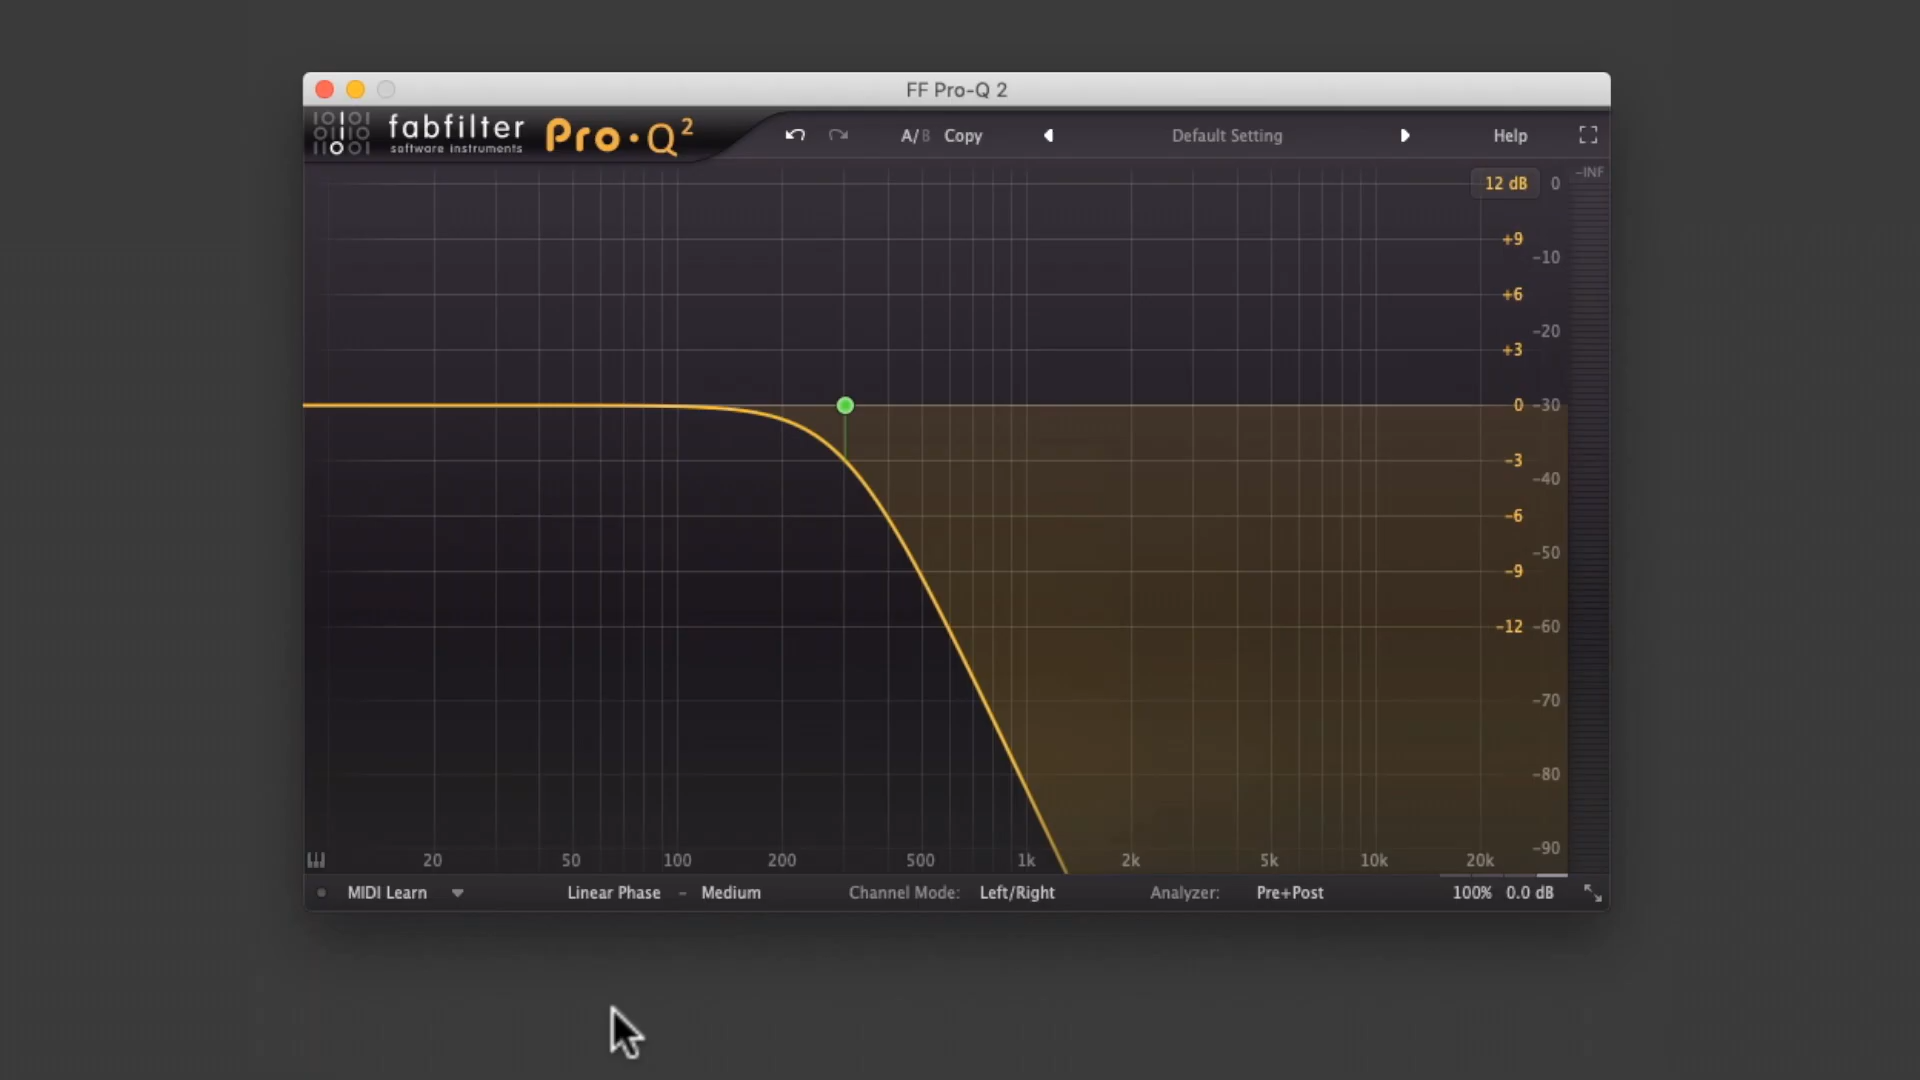 FF Pro-Q 2
fabfilter
software instruments
Pro·Q²
A/B Copy Default Setting Help
12 dB 0 -INF
+9 -10
+6 -20
+3
0 -30
-3 -40
-6 -50
-9
-12 -60
-70
-80
-90
20 50 100 200 500 1k 2k 5k 10k 20k
MIDI Learn Linear Phase - Medium Channel Mode: Left/Right Analyzer: Pre+Post 100% 0.0 dB